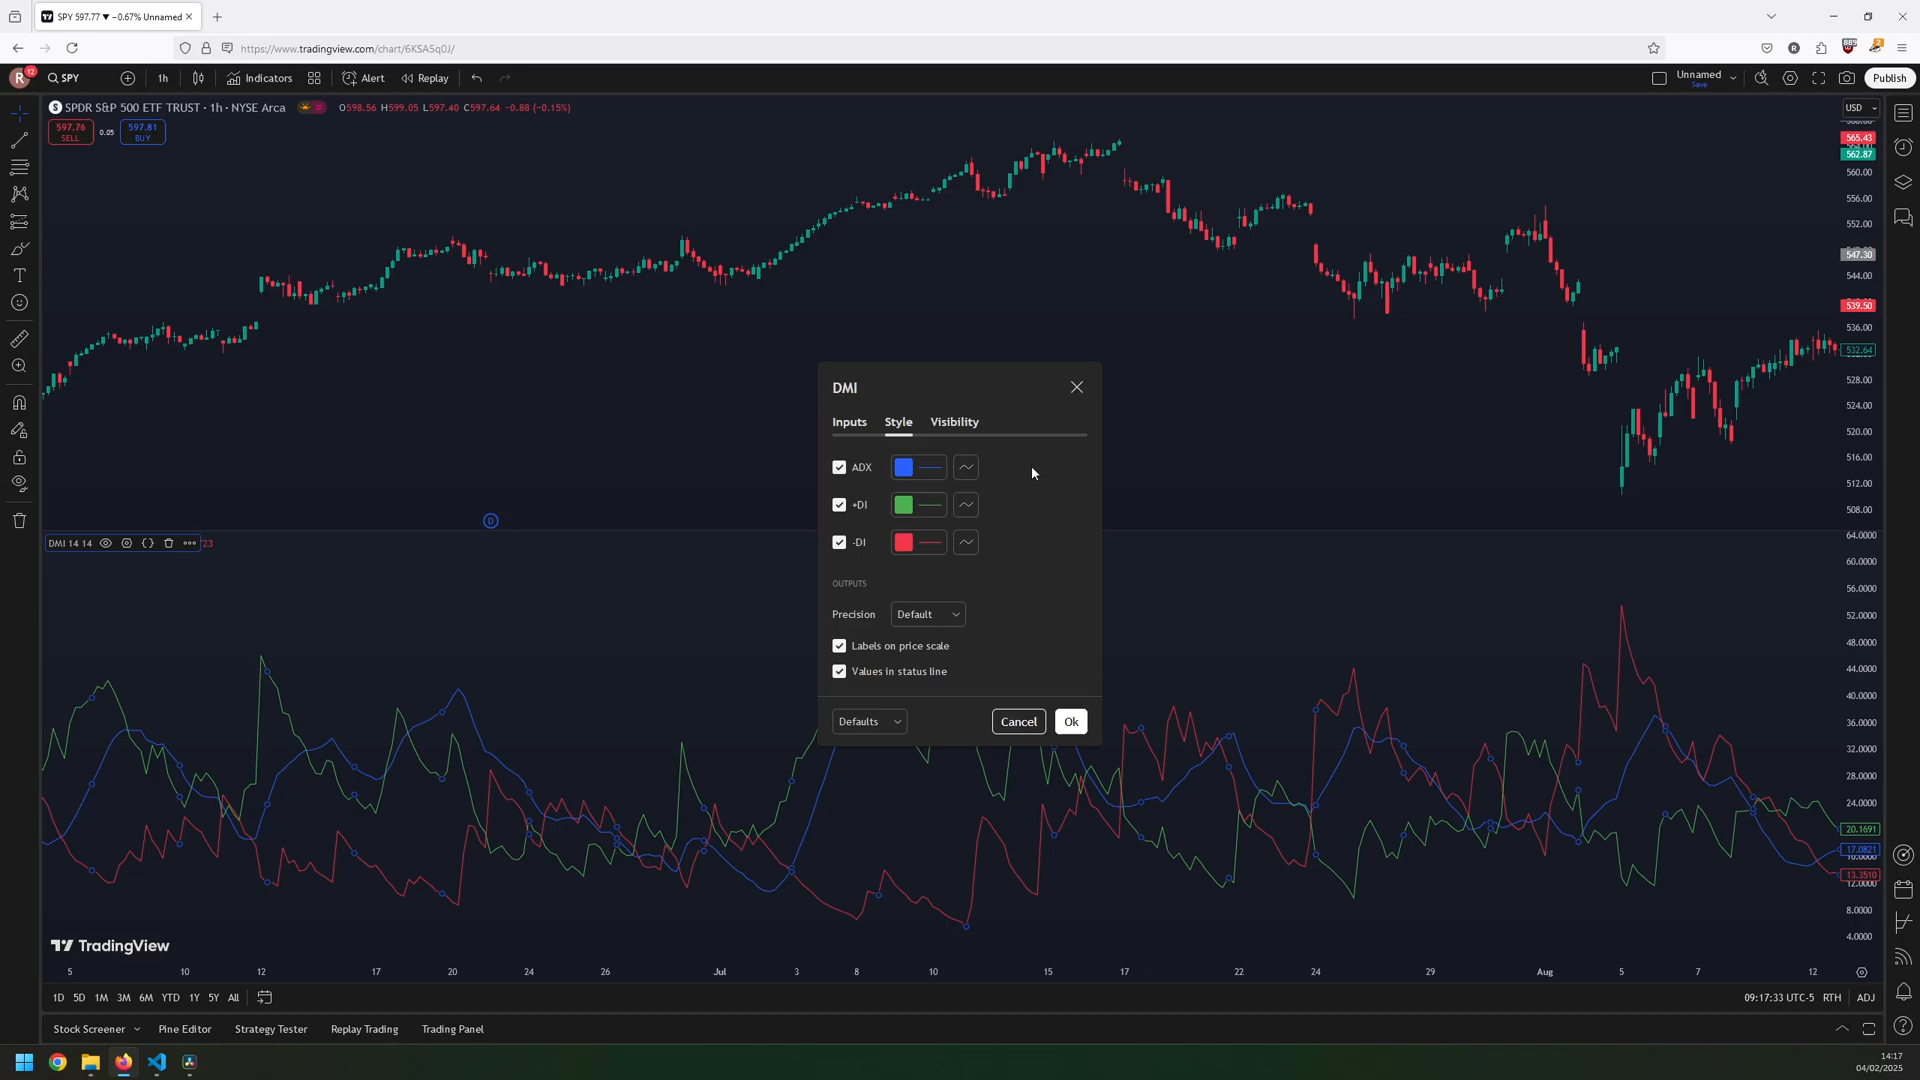 SPY 597.77 ▼ −0.67% Unnamed
https://www.tradingview.com/chart/6KSA5q0J/
889
2
R
12
SPY
1h
Indicators
Alert
Replay
Unnamed
Save
Publish
S SPDR S&P 500 ETF TRUST · 1h · NYSE Arca
O598.56 H599.05 L597.40 C597.64 −0.88 (−0.15%)
USD
597.76
SELL
0.05
597.81
BUY
565.43
562.87
560.00
556.00
552.00
547.30
544.00
539.50
536.00
532.64
528.00
524.00
520.00
516.00
512.00
508.00
D
DMI
Inputs
Style
Visibility
ADX
+DI
-DI
OUTPUTS
Precision
Default
Labels on price scale
Values in status line
Defaults
Cancel
Ok
DMI 14 14
64.0000
60.0000
56.0000
52.0000
48.0000
44.0000
40.0000
36.0000
32.0000
28.0000
24.0000
20.1691
17.0821
13.3510
12.0000
8.0000
4.0000
TradingView
5 10 12 17 20 24 26 Jul 3 8 10 15 17 22 24 29 Aug 5 7 12
1D 5D 1M 3M 6M YTD 1Y 5Y All
09:17:33 UTC-5 RTH ADJ
Stock Screener
Pine Editor
Strategy Tester
Replay Trading
Trading Panel
14:17
04/02/2025